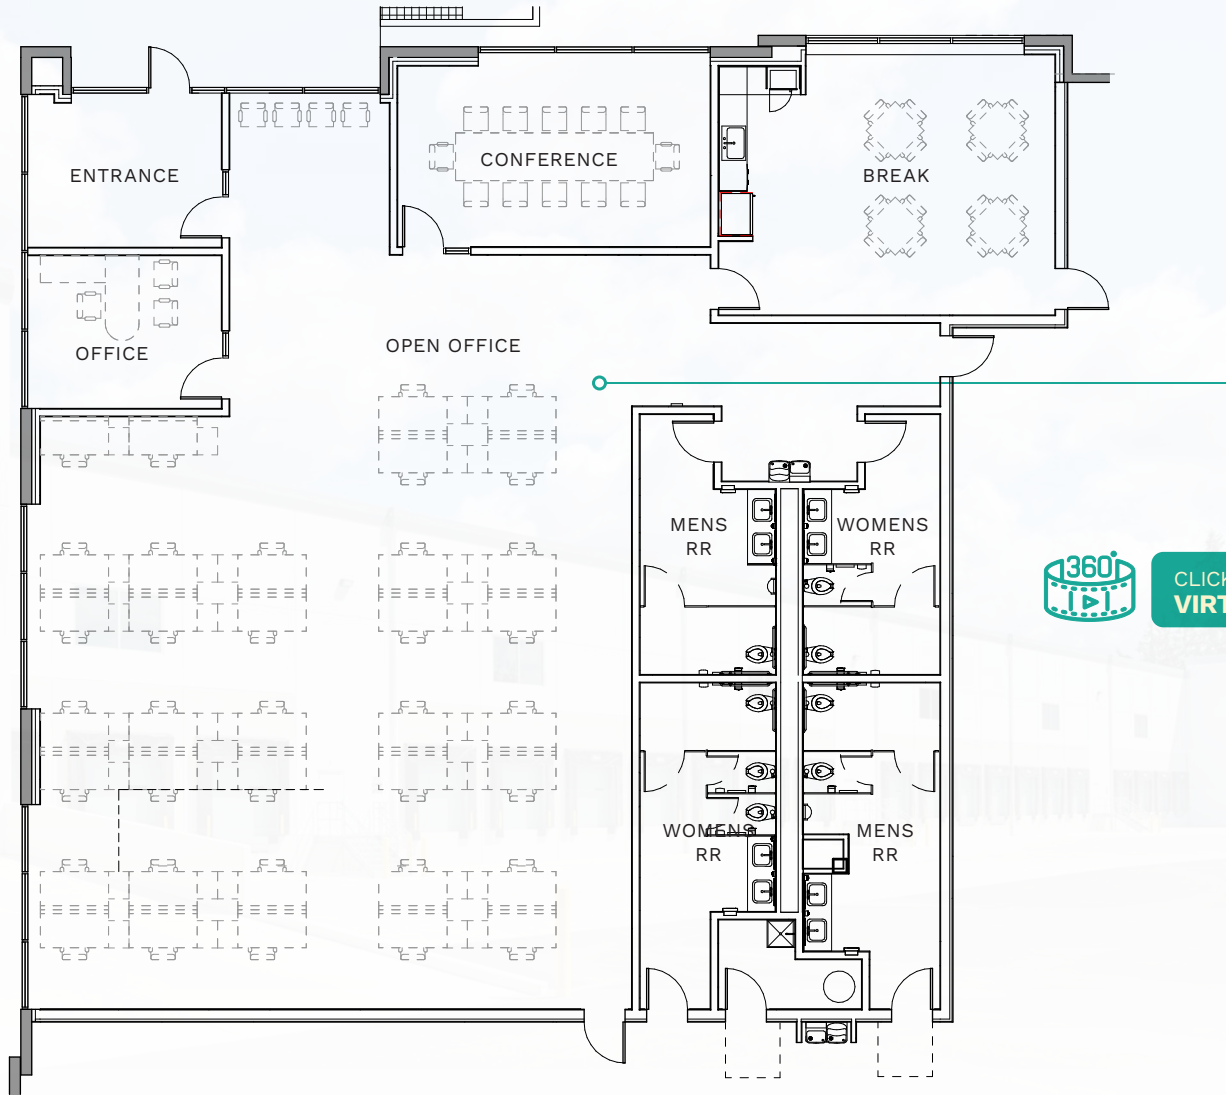 ENTRANCE
CONFERENCE
BREAK
OFFICE
OPEN OFFICE
MENS
RR
WOMENS
RR
360°
CLICK
VIRT
WOMENS
RR
MENS
RR